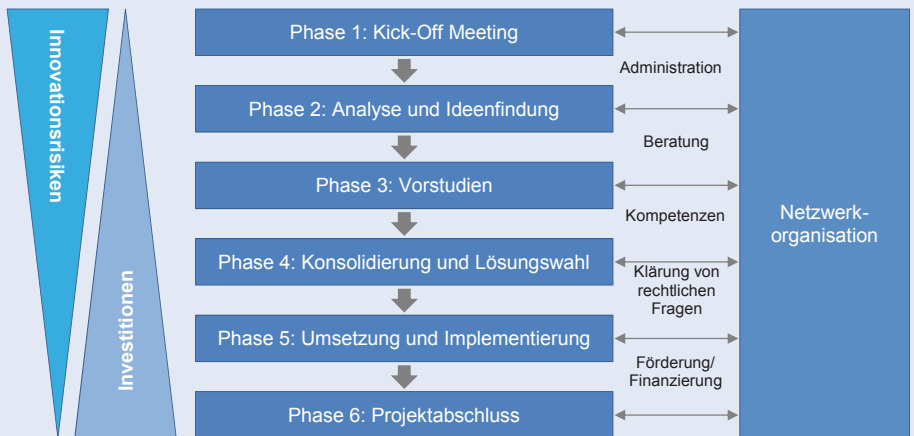 Innovationsrisiken
Investitionen
Phase 1: Kick-Off Meeting
Phase 2: Analyse und Ideenfindung
Phase 3: Vorstudien
Phase 4: Konsolidierung und Lösungswahl
Phase 5: Umsetzung und Implementierung
Phase 6: Projektabschluss
Administration
Beratung
Kompetenzen
Klärung von
rechtlichen
Fragen
Förderung/
Finanzierung
Netzwerk-
organisation